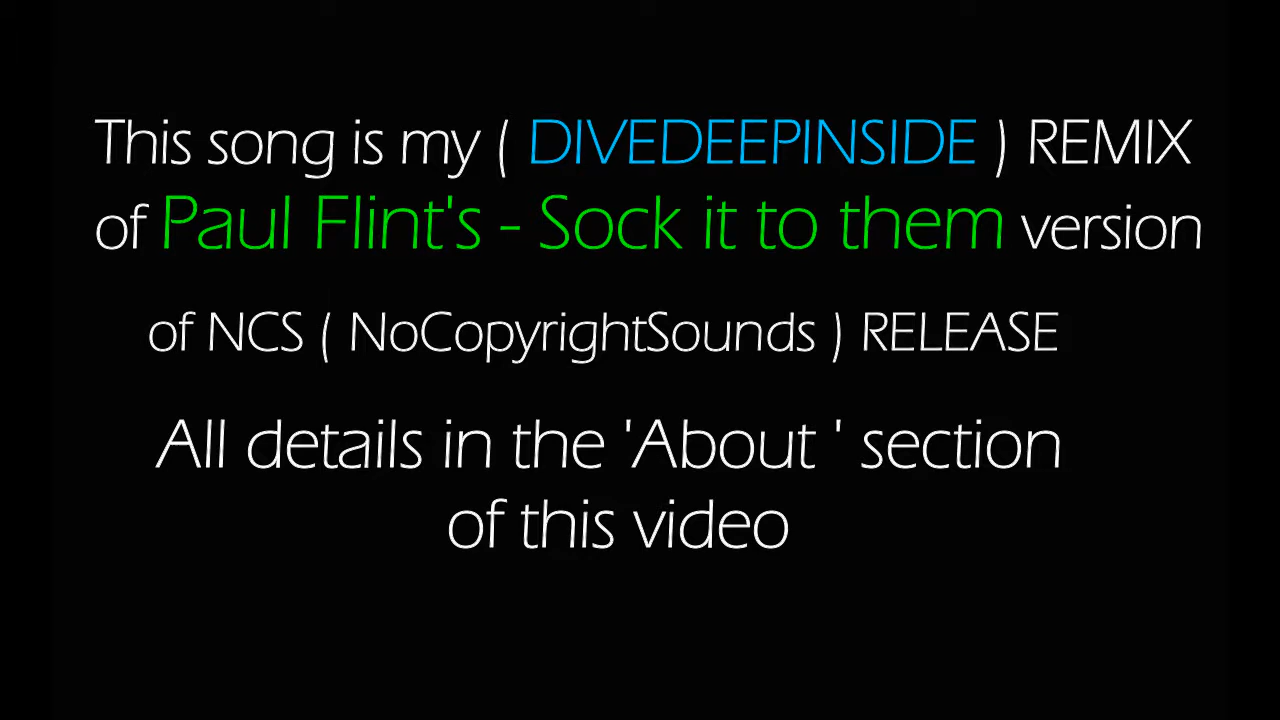 This song is my ( DIVEDEEPINSIDE ) REMIX
of Paul Flint's - Sock it to them version
of NCS ( NoCopyrightSounds ) RELEASE
All details in the 'About ' section
of this video